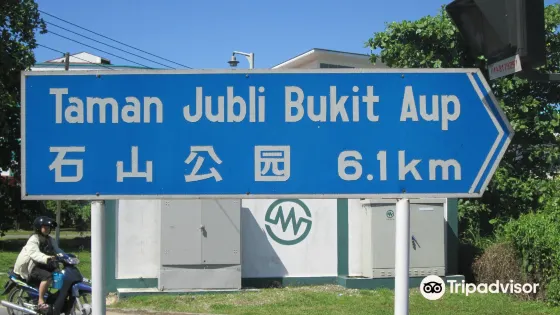 Taman Jubli Bukit Aup
石山公园 6.1km
Tripadvisor